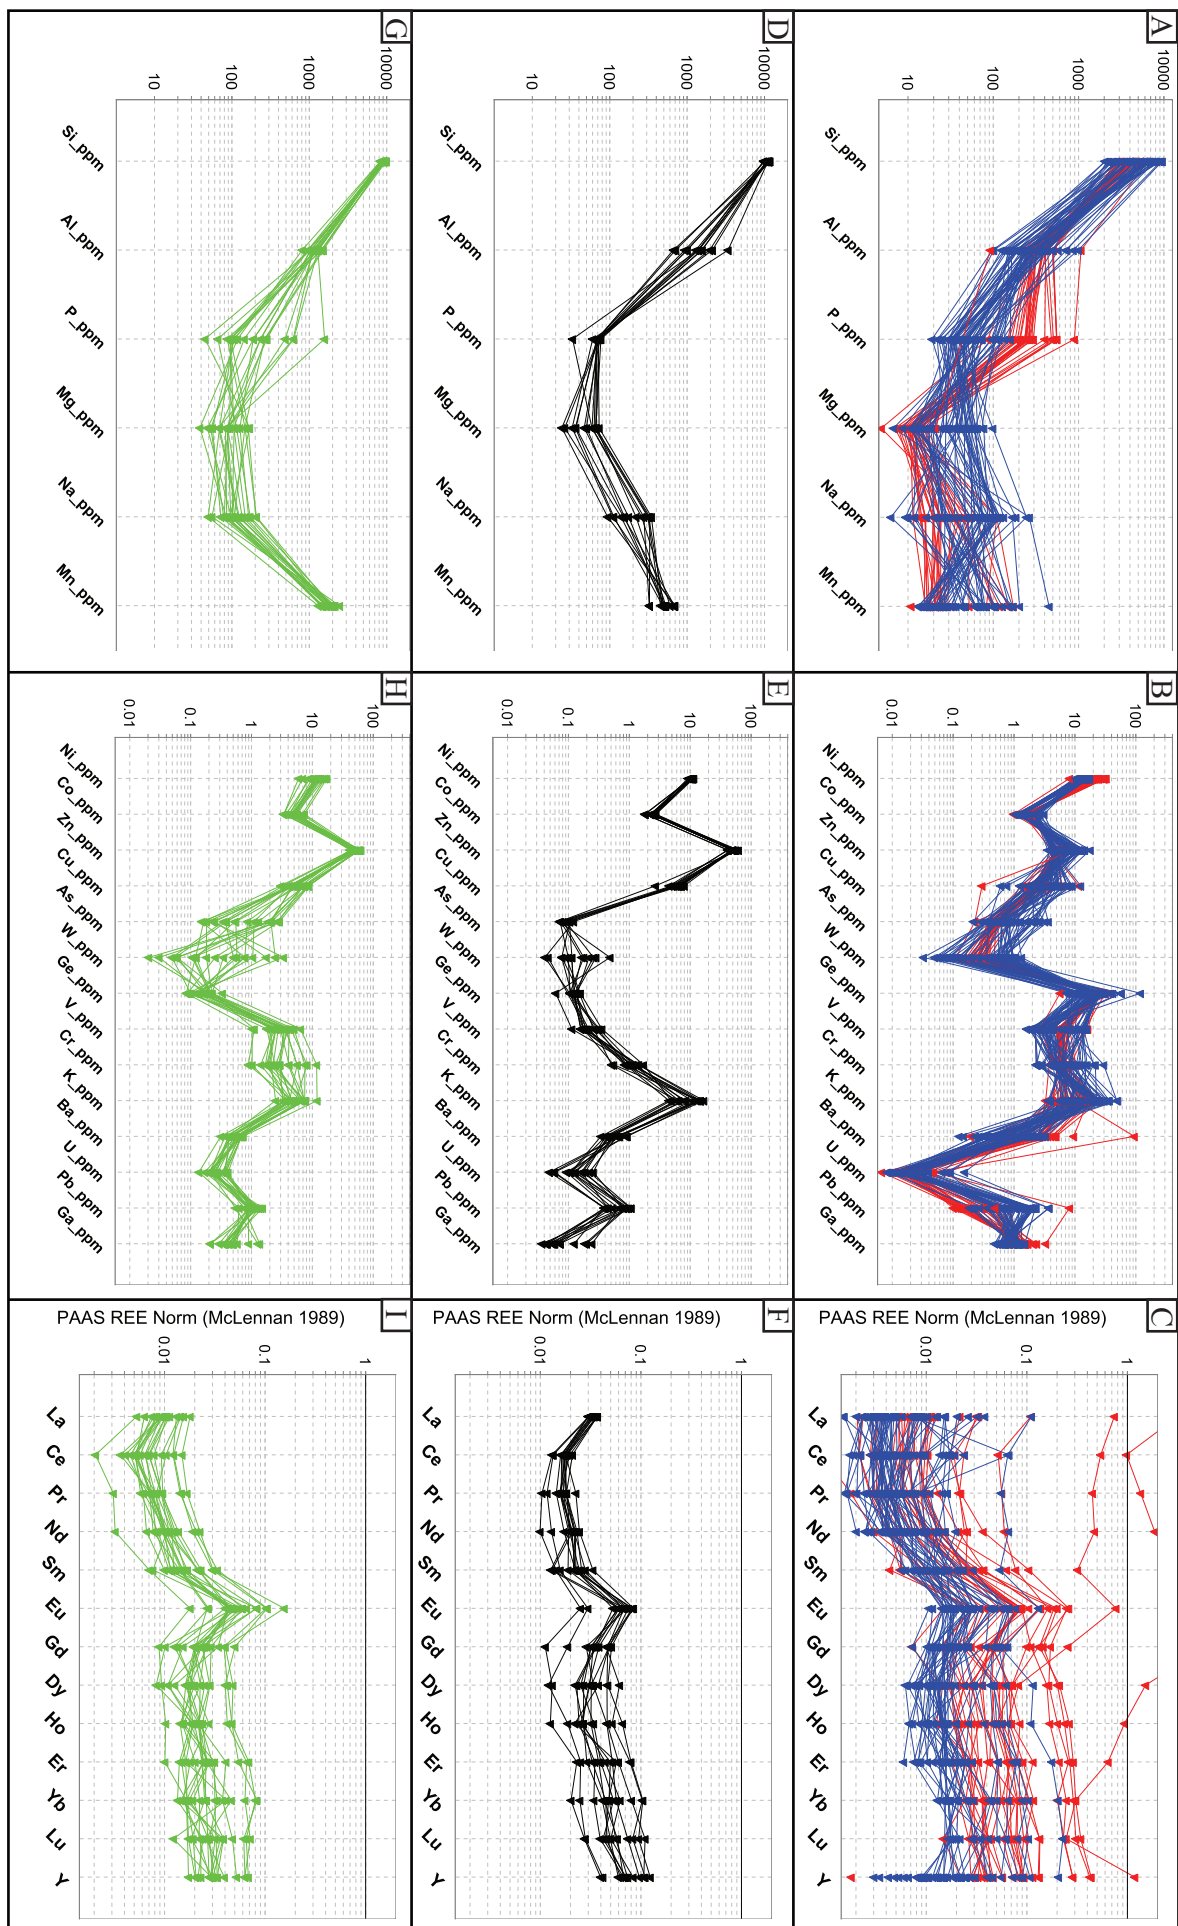 A
10000
1000
100
10
Si_ppm
Al_ppm
P_ppm
Mg_ppm
Na_ppm
Mn_ppm
B
100
10
1
0.1
0.01
Ni_ppm
Co_ppm
Zn_ppm
Cu_ppm
As_ppm
W_ppm
Ge_ppm
V_ppm
Cr_ppm
K_ppm
Ba_ppm
U_ppm
Pb_ppm
Ga_ppm
C
PAAS REE Norm (McLennan 1989)
1
0.1
0.01
La
Ce
Pr
Nd
Sm
Eu
Gd
Dy
Ho
Er
Yb
Lu
Y
D
10000
1000
100
10
Si_ppm
Al_ppm
P_ppm
Mg_ppm
Na_ppm
Mn_ppm
E
100
10
1
0.1
0.01
Ni_ppm
Co_ppm
Zn_ppm
Cu_ppm
As_ppm
W_ppm
Ge_ppm
V_ppm
Cr_ppm
K_ppm
Ba_ppm
U_ppm
Pb_ppm
Ga_ppm
F
PAAS REE Norm (McLennan 1989)
1
0.1
0.01
La
Ce
Pr
Nd
Sm
Eu
Gd
Dy
Ho
Er
Yb
Lu
Y
G
10000
1000
100
10
Si_ppm
Al_ppm
P_ppm
Mg_ppm
Na_ppm
Mn_ppm
H
100
10
1
0.1
0.01
Ni_ppm
Co_ppm
Zn_ppm
Cu_ppm
As_ppm
W_ppm
Ge_ppm
V_ppm
Cr_ppm
K_ppm
Ba_ppm
U_ppm
Pb_ppm
Ga_ppm
I
PAAS REE Norm (McLennan 1989)
1
0.1
0.01
La
Ce
Pr
Nd
Sm
Eu
Gd
Dy
Ho
Er
Yb
Lu
Y